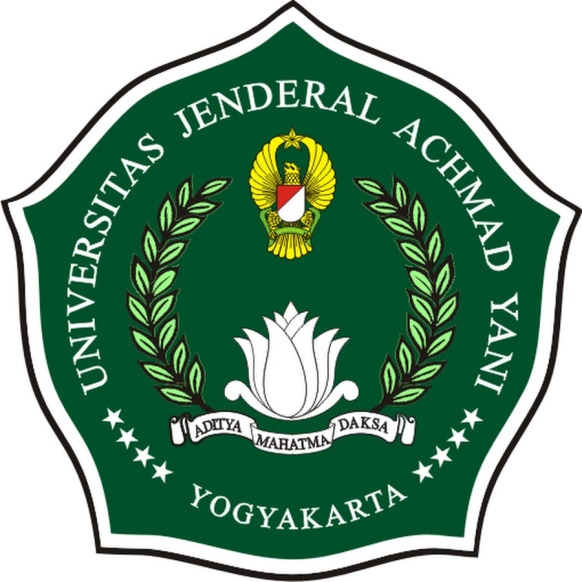 UNIVERSITAS JENDERAL ACHMAD YANI
ADITYA MAHATMA DAKSA
YOGYAKARTA